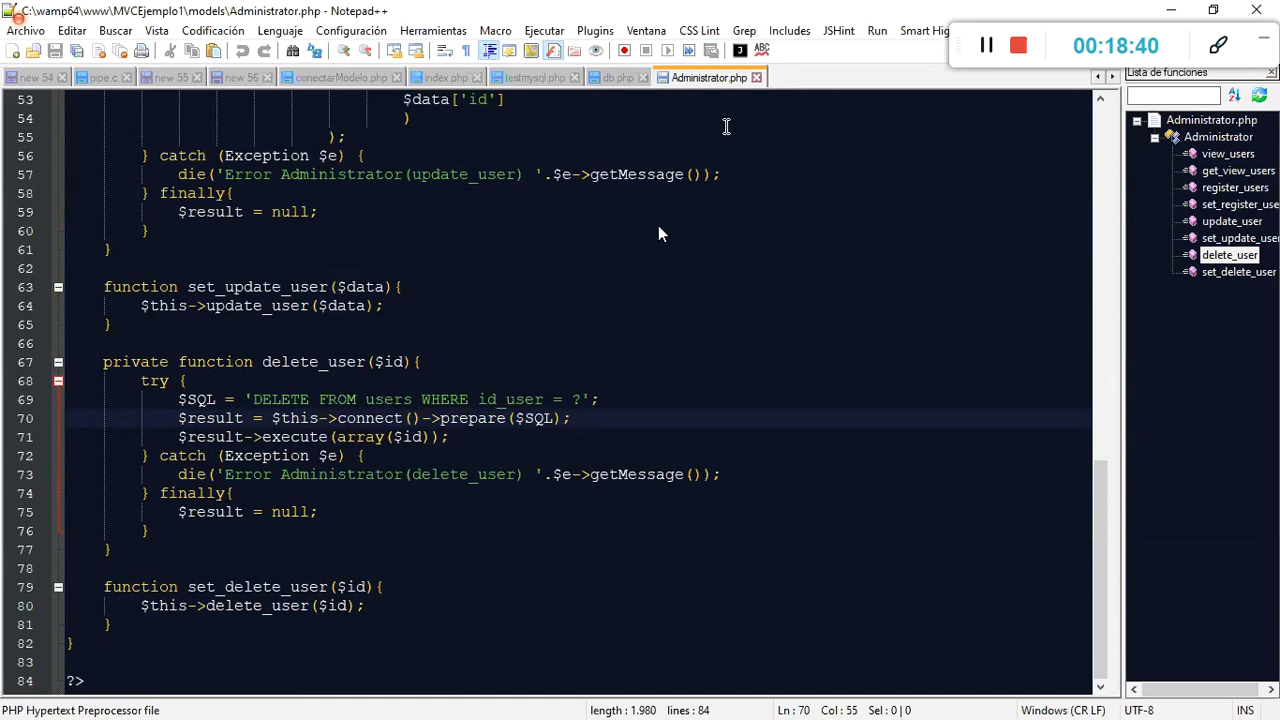 C:\wamp64\www\MVCEjemplo1\models\Administrator.php - Notepad++
Archivo Editar Buscar Vista Codificación Lenguaje Configuración Herramientas Macro Ejecutar Plugins Ventana CSS Lint Grep Includes JSHint Run Smart Hig
00:18:40
new 54 pipe.c new 55 new 56 conectarModelo.php index.php testmysql.php db.php Administrator.php
Lista de funciones
53 $data['id']
54 )
55 );
56 } catch (Exception $e) {
57 die('Error Administrator(update_user) '.$e->getMessage());
58 } finally{
59 $result = null;
60 }
61 }
62
63 function set_update_user($data){
64 $this->update_user($data);
65 }
66
67 private function delete_user($id){
68 try {
69 $SQL = 'DELETE FROM users WHERE id_user = ?';
70 $result = $this->connect()->prepare($SQL);
71 $result->execute(array($id));
72 } catch (Exception $e) {
73 die('Error Administrator(delete_user) '.$e->getMessage());
74 } finally{
75 $result = null;
76 }
77 }
78
79 function set_delete_user($id){
80 $this->delete_user($id);
81 }
82 }
83
84 ?>
Administrator.php
Administrator
view_users
get_view_users
register_users
set_register_use
update_user
set_update_use
delete_user
set_delete_user
PHP Hypertext Preprocessor file length : 1.980 lines : 84 Ln : 70 Col : 55 Sel : 0 | 0 Windows (CR LF) UTF-8 INS